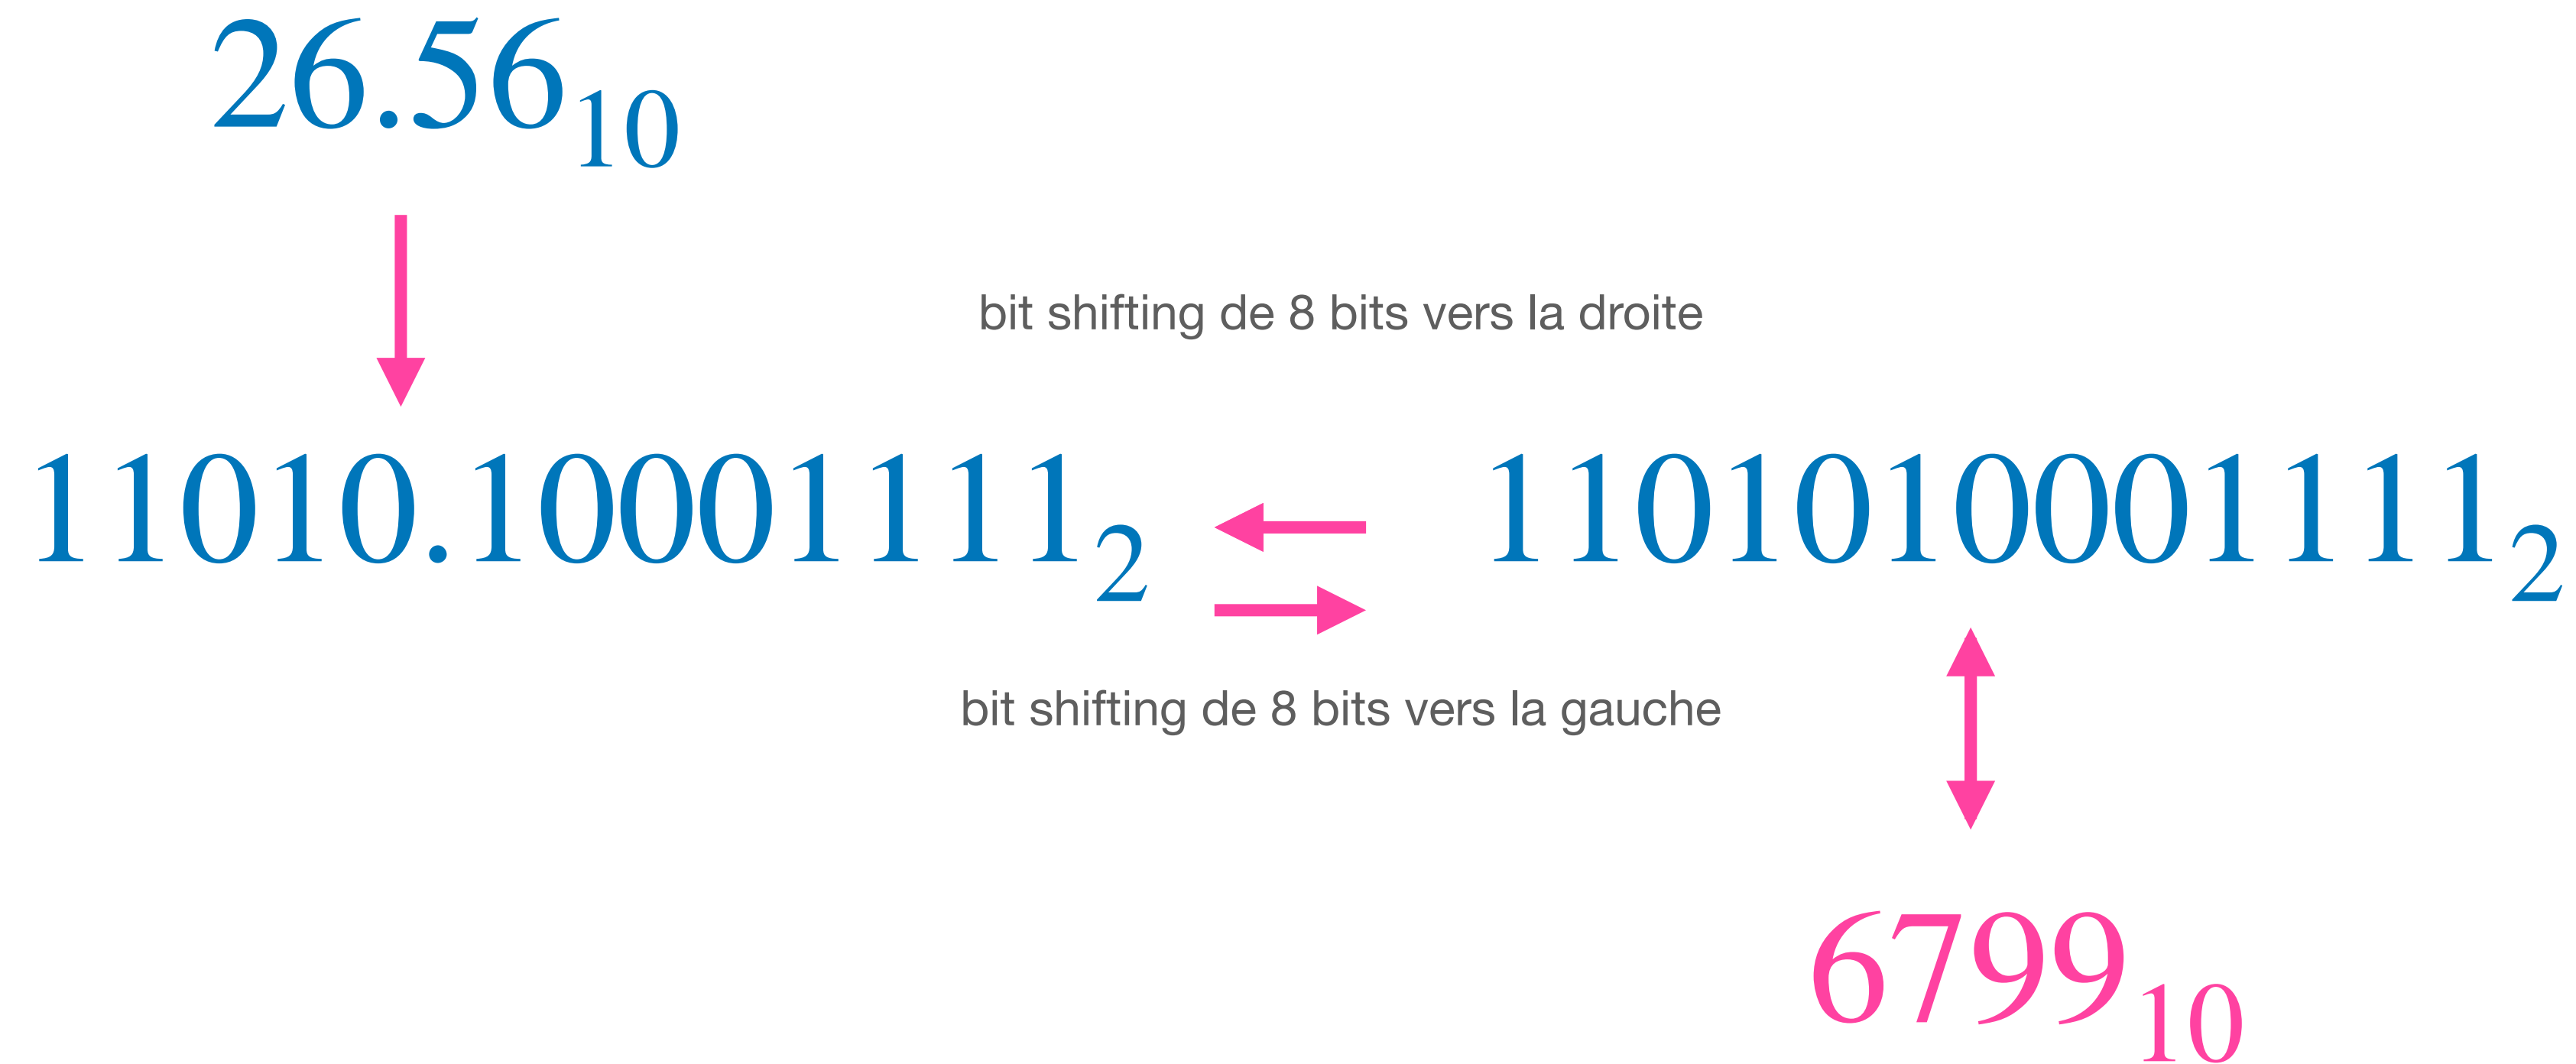 26.56₁₀
bit shifting de 8 bits vers la droite
11010.10001111₂
1101010001111₂
bit shifting de 8 bits vers la gauche
6799₁₀